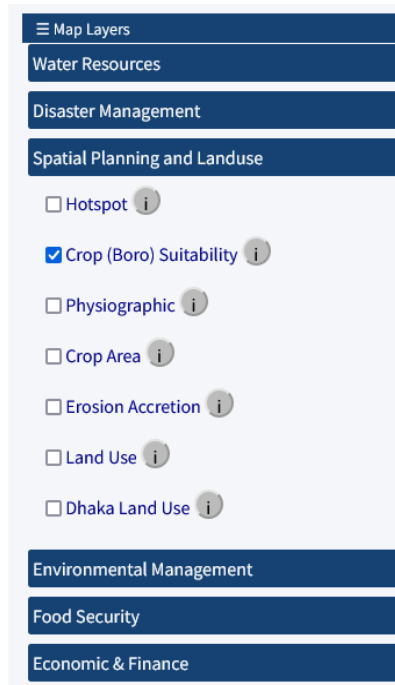 ☰ Map Layers
Water Resources
Disaster Management
Spatial Planning and Landuse
Hotspot i
Crop (Boro) Suitability i
Physiographic i
Crop Area i
Erosion Accretion i
Land Use i
Dhaka Land Use i
Environmental Management
Food Security
Economic & Finance